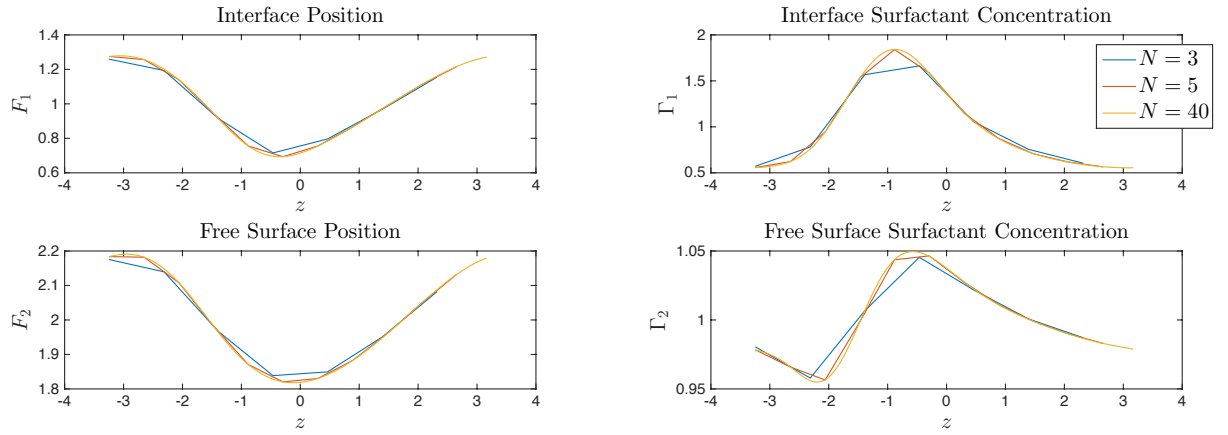 Interface Position
1.4
1.2
1
0.8
0.6
F₁
-4 -3 -2 -1 0 1 2 3 4
z
Interface Surfactant Concentration
2
1.5
1
0.5
Γ₁
-4 -3 -2 -1 0 1 2 3 4
z
N = 3
N = 5
N = 40
Free Surface Position
2.2
2.1
2
1.9
1.8
F₂
-4 -3 -2 -1 0 1 2 3 4
z
Free Surface Surfactant Concentration
1.05
1
0.95
Γ₂
-4 -3 -2 -1 0 1 2 3 4
z